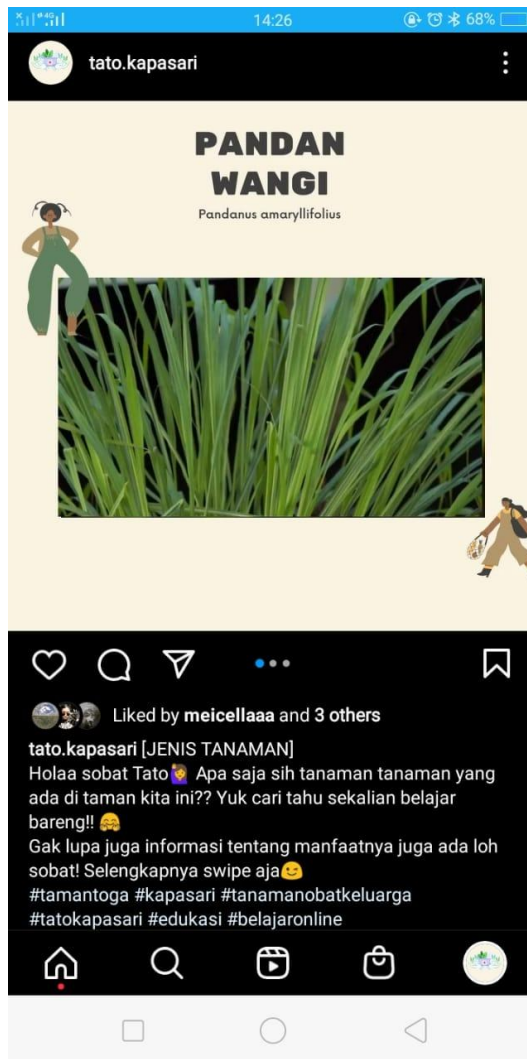 14:26
68%
tato.kapasari
PANDAN
WANGI
Pandanus amaryllifolius
Liked by meicellaaa and 3 others
tato.kapasari [JENIS TANAMAN]
Holaa sobat Tato🙋‍♀️ Apa saja sih tanaman tanaman yang
ada di taman kita ini?? Yuk cari tahu sekalian belajar
bareng!! 🤗
Gak lupa juga informasi tentang manfaatnya juga ada loh
sobat! Selengkapnya swipe aja😉
#tamantoga #kapasari #tanamanobatkeluarga
#tatokapasari #edukasi #belajaronline